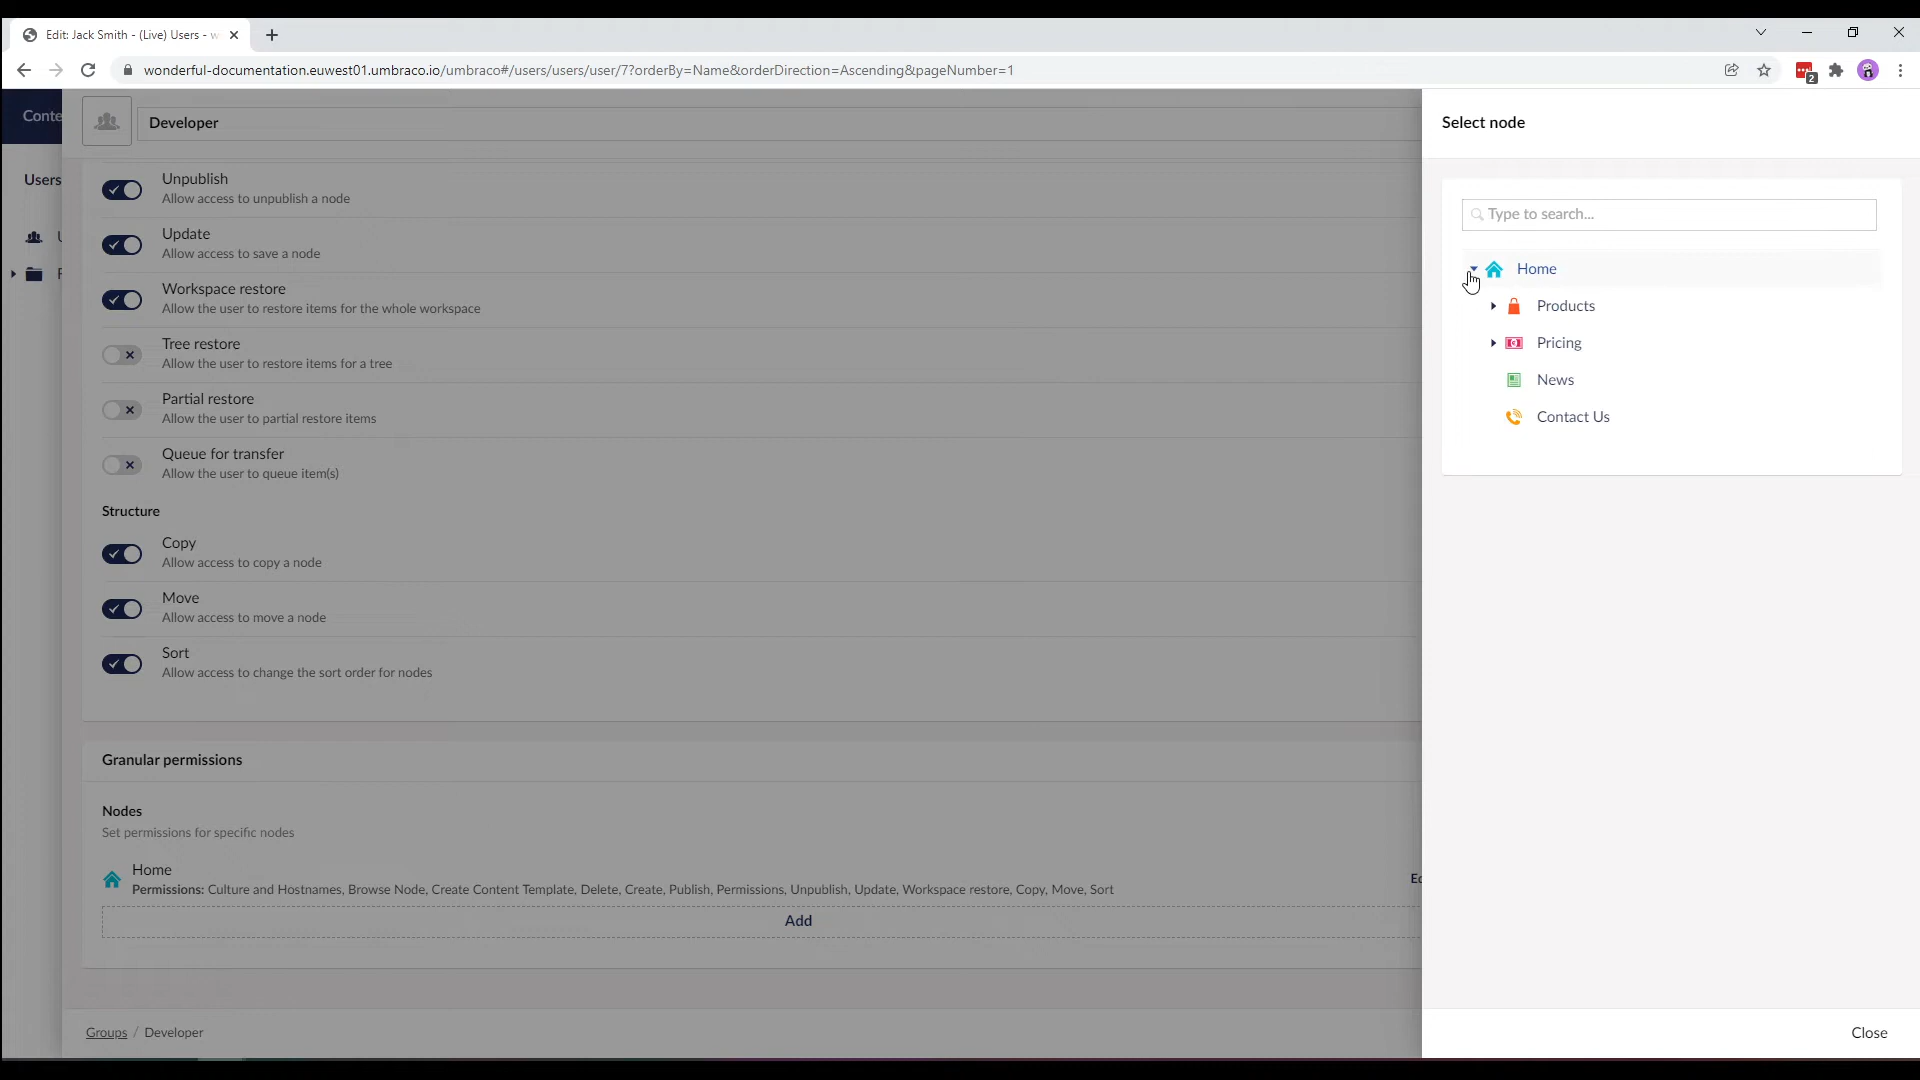 Edit: Jack Smith - (Live) Users - w
wonderful-documentation.euwest01.umbraco.io/umbraco#/users/users/user/7?orderBy=Name&orderDirection=Ascending&pageNumber=1
2
Conte
Developer
Select node
Users
Unpublish
Allow access to unpublish a node
Update
Allow access to save a node
Workspace restore
Allow the user to restore items for the whole workspace
Tree restore
Allow the user to restore items for a tree
Partial restore
Allow the user to partial restore items
Queue for transfer
Allow the user to queue item(s)
Structure
Copy
Allow access to copy a node
Move
Allow access to move a node
Sort
Allow access to change the sort order for nodes
Granular permissions
Nodes
Set permissions for specific nodes
Home
Permissions: Culture and Hostnames, Browse Node, Create Content Template, Delete, Create, Publish, Permissions, Unpublish, Update, Workspace restore, Copy, Move, Sort
Add
Groups / Developer
Type to search...
Home
Products
Pricing
News
Contact Us
Close